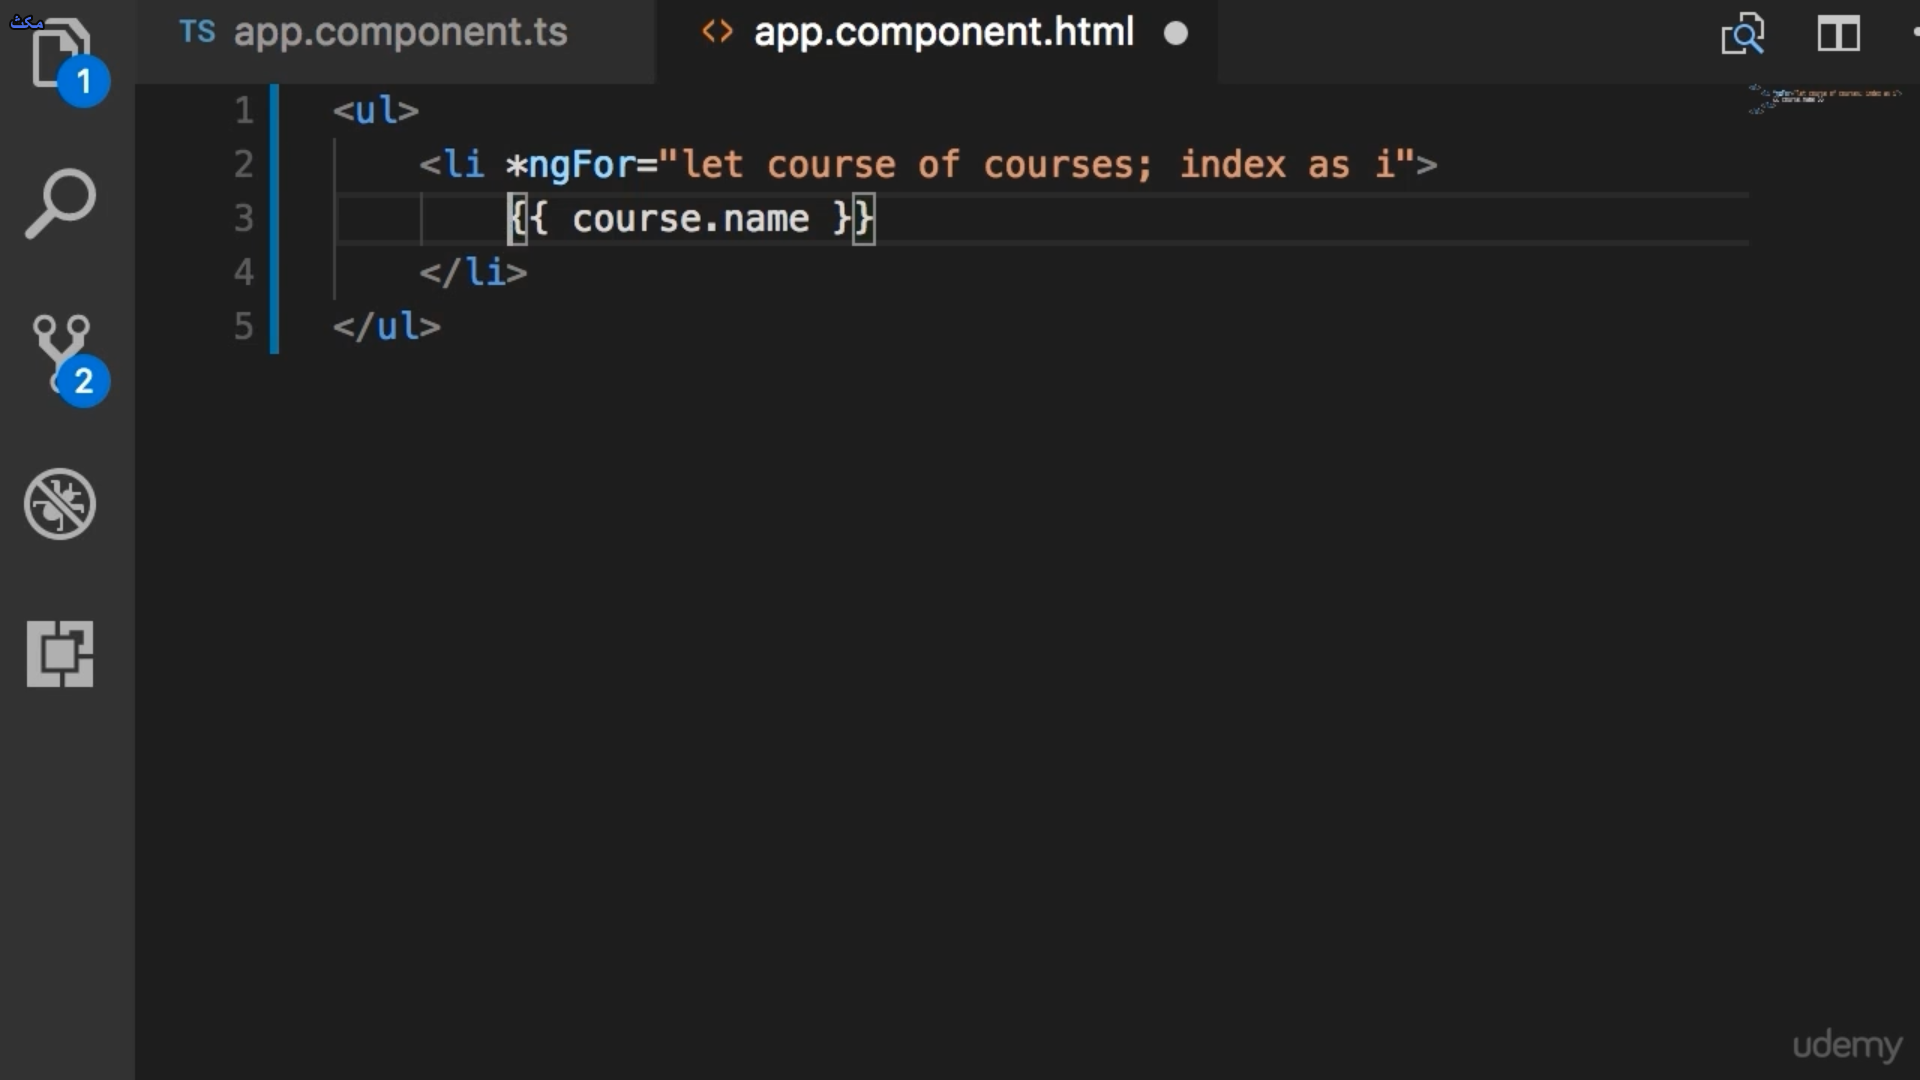 مکث
1
TS app.component.ts
<> app.component.html
1 <ul>
2 <li *ngFor="let course of courses; index as i">
3 {{ course.name }}
4 </li>
5 </ul>
2
udemy